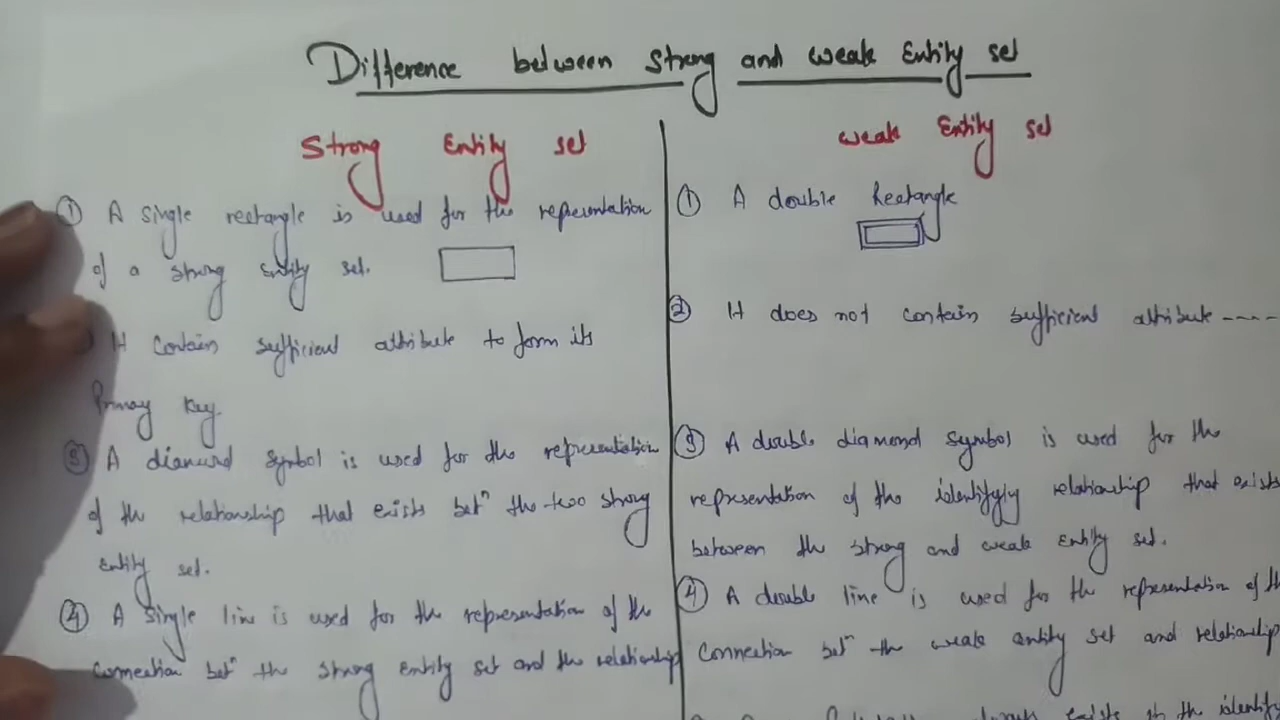 Difference between Strong and weak Entity set
Strong Entity set
① A single rectangle is used for the representation
of a strong Entity set.
It contain sufficient attribute to form its
Primary Key.
③ A diamond symbol is used for the representation
of the relationship that exists betⁿ the two strong
entity set.
④ A single line is used for the representation of the
connection betⁿ the strong entity set and the relationship
weak Entity set
① A double Rectangle
② It does not contain sufficient attribute ----
③ A double diamond symbol is used for the
representation of the identifyly relationship that exists
between the strong and weak entity set.
④ A double line is used for the representation of th
connection betⁿ the weak entity set and relationship
exists in the identify